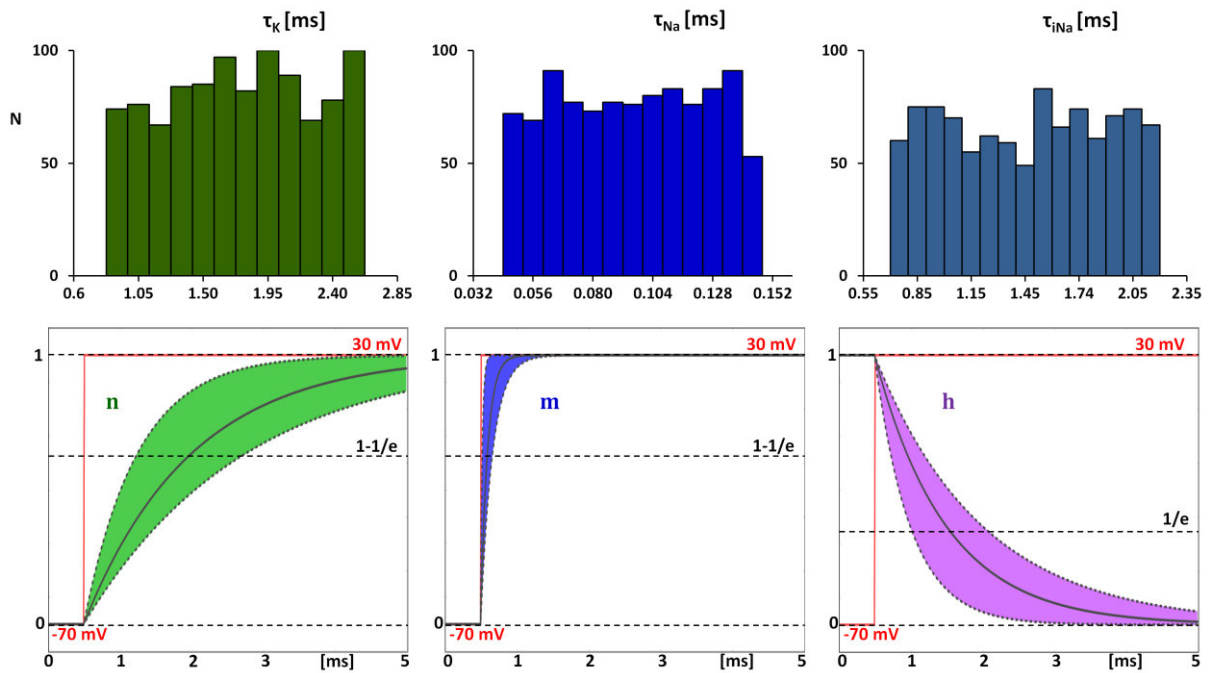 τK [ms] τNa [ms] τiNa [ms]
100 100 100
N
50 50 50
0 0 0
0.6 1.05 1.50 1.95 2.40 2.85 0.032 0.056 0.080 0.104 0.128 0.152 0.55 0.85 1.15 1.45 1.74 2.05 2.35
1 30 mV 1 30 mV 1 30 mV
n m h
1-1/e 1-1/e 1/e
0 0 0
-70 mV -70 mV -70 mV
0 1 2 3 [ms] 5 0 1 2 3 [ms] 5 0 1 2 3 [ms] 5